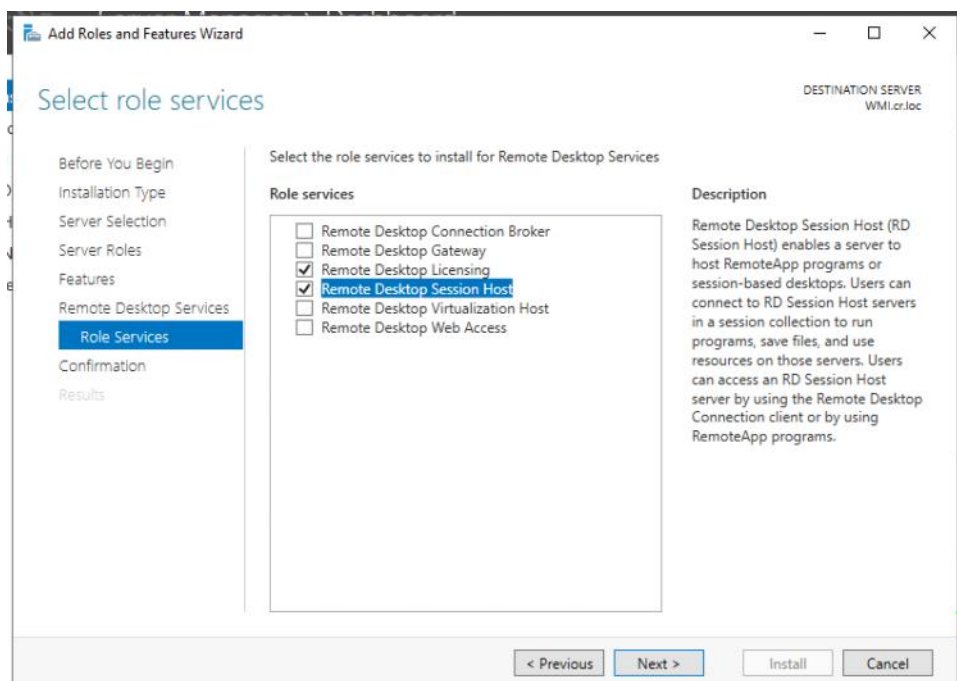 Server Manager > Dashboard
Add Roles and Features Wizard
Select role services
DESTINATION SERVER
WMI.cr.loc
Before You Begin
Installation Type
Server Selection
Server Roles
Features
Remote Desktop Services
Role Services
Confirmation
Results
Select the role services to install for Remote Desktop Services
Role services
Remote Desktop Connection Broker
Remote Desktop Gateway
Remote Desktop Licensing
Remote Desktop Session Host
Remote Desktop Virtualization Host
Remote Desktop Web Access
Description
Remote Desktop Session Host (RD
Session Host) enables a server to
host RemoteApp programs or
session-based desktops. Users can
connect to RD Session Host servers
in a session collection to run
programs, save files, and use
resources on those servers. Users
can access an RD Session Host
server by using the Remote Desktop
Connection client or by using
RemoteApp programs.
< Previous Next > Install Cancel